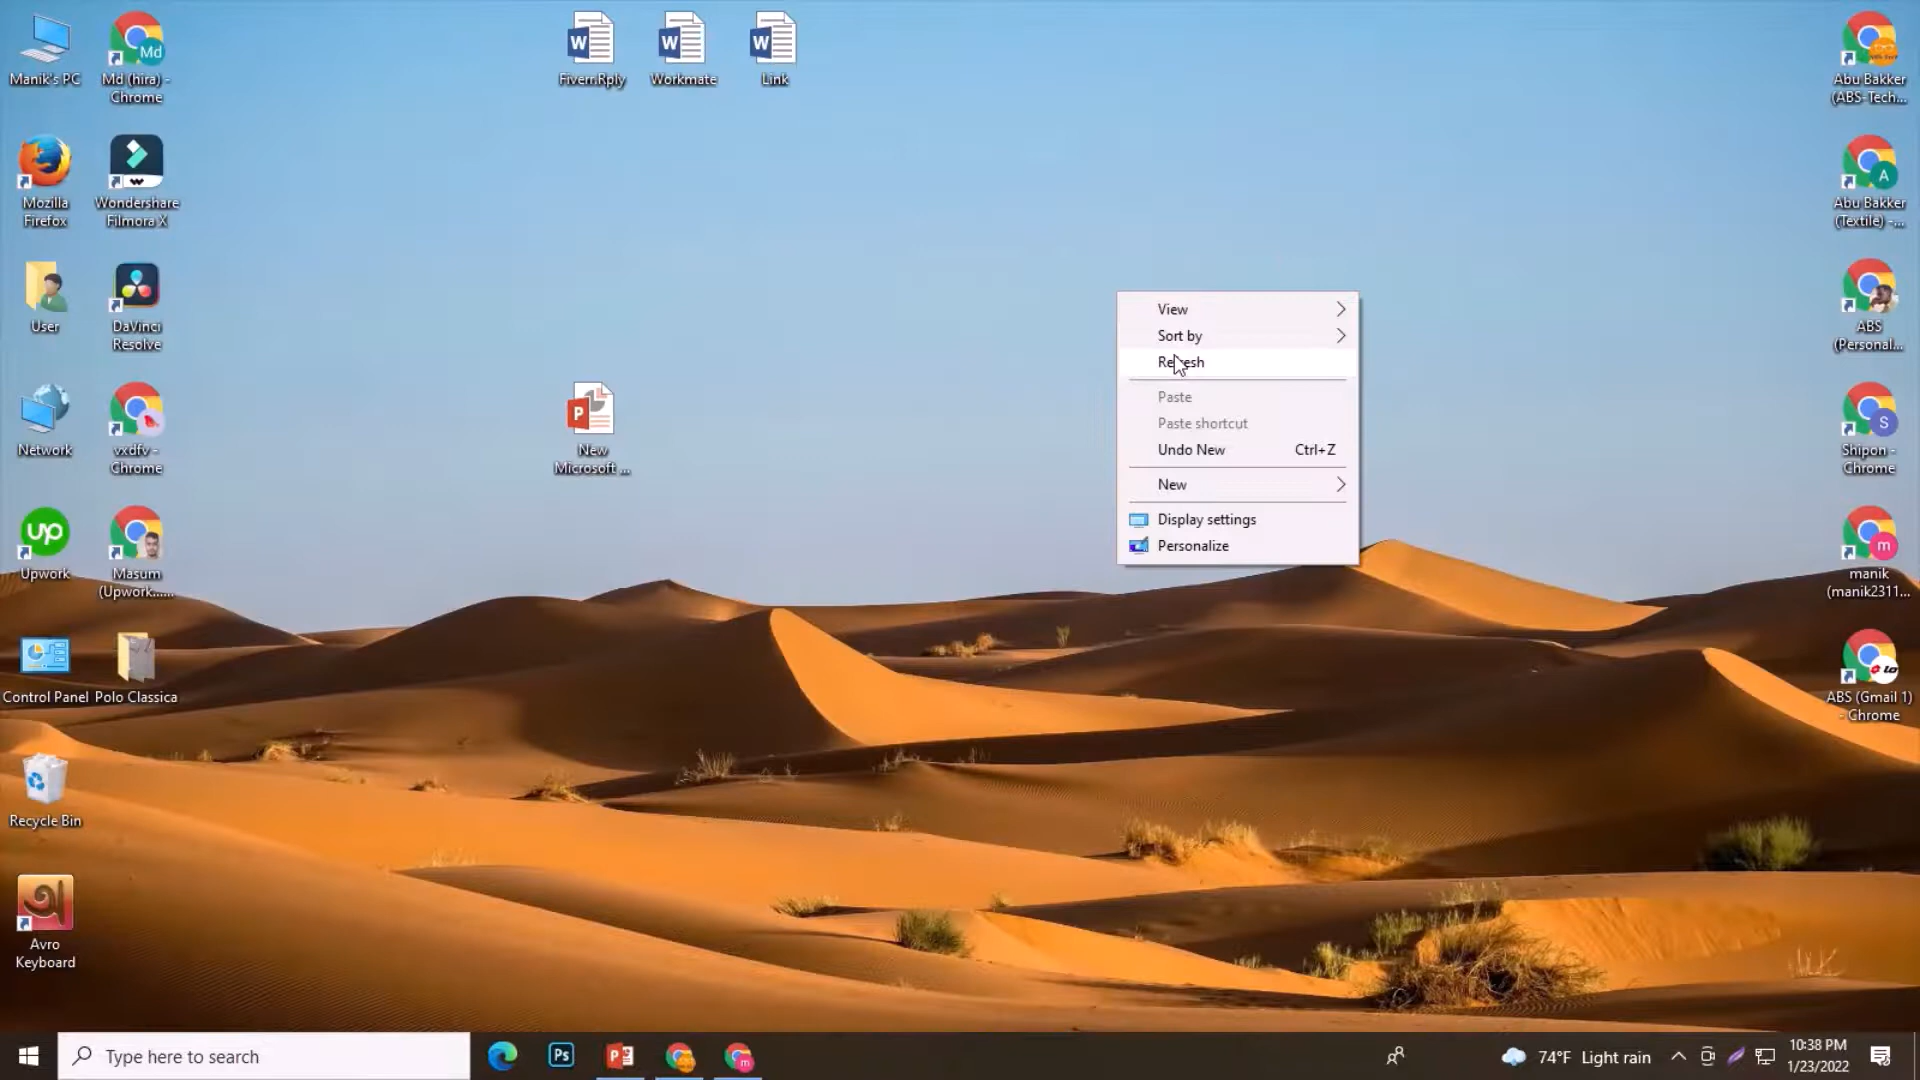 Manik's PC
Md (hira) -
Chrome
Fiverr.Rply
Workmate
Link
Abu Bakker
(ABS-Tech...
Mozilla
Firefox
Wondershare
Filmora X
Abu Bakker
(Textile) -...
A
User
DaVinci
Resolve
ABS
(Personal...
Network
vxdfv -
Chrome
New
Microsoft ...
Shipon -
Chrome
S
Upwork
Masum
(Upwork......
manik
(manik2311...
m
Control Panel
Polo Classica
ABS (Gmail 1)
- Chrome
Recycle Bin
Avro
Keyboard
View
Sort by
Refresh
Paste
Paste shortcut
Undo New Ctrl+Z
New
Display settings
Personalize
Type here to search
Ps
74°F Light rain
10:38 PM
1/23/2022